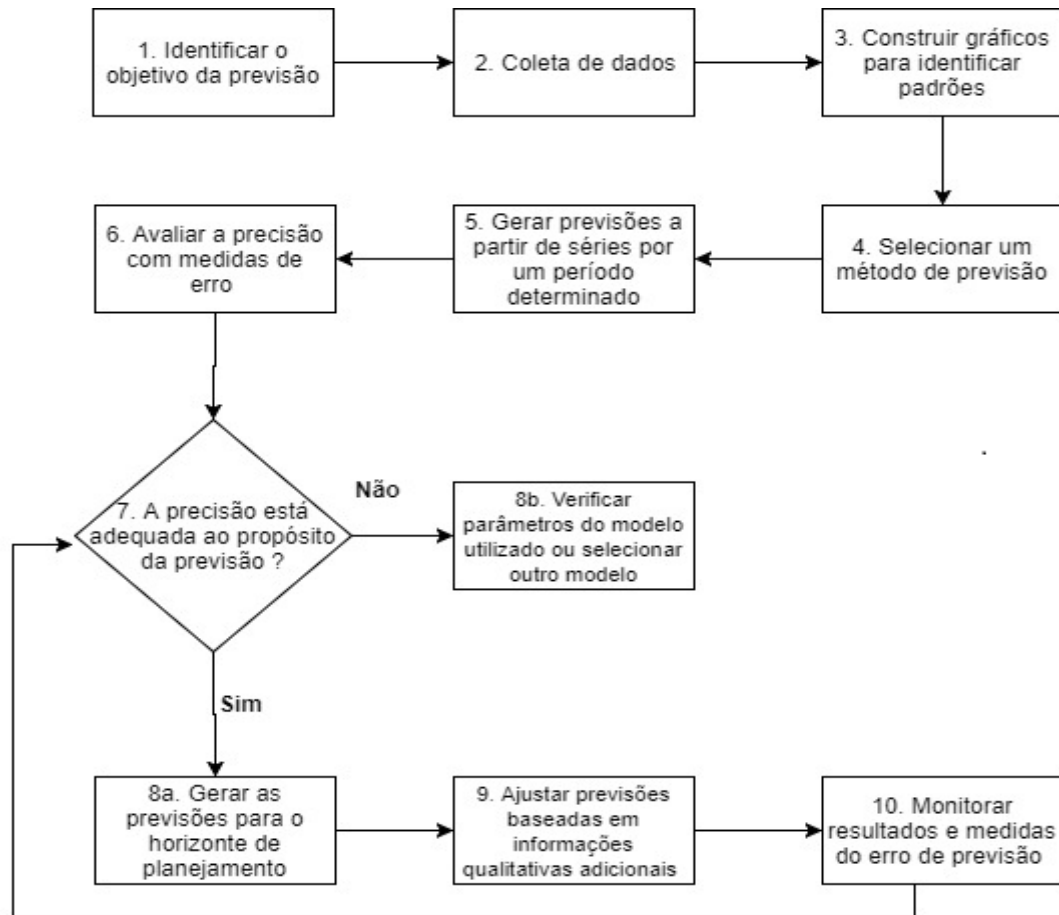 1. Identificar o
objetivo da previsão
2. Coleta de dados
3. Construir gráficos
para identificar
padrões
6. Avaliar a precisão
com medidas de
erro
5. Gerar previsões a
partir de séries por
um período
determinado
4. Selecionar um
método de previsão
7. A precisão está
adequada ao propósito
da previsão ?
Não
8b. Verificar
parâmetros do modelo
utilizado ou selecionar
outro modelo
Sim
8a. Gerar as
previsões para o
horizonte de
planejamento
9. Ajustar previsões
baseadas em
informações
qualitativas adicionais
10. Monitorar
resultados e medidas
do erro de previsão